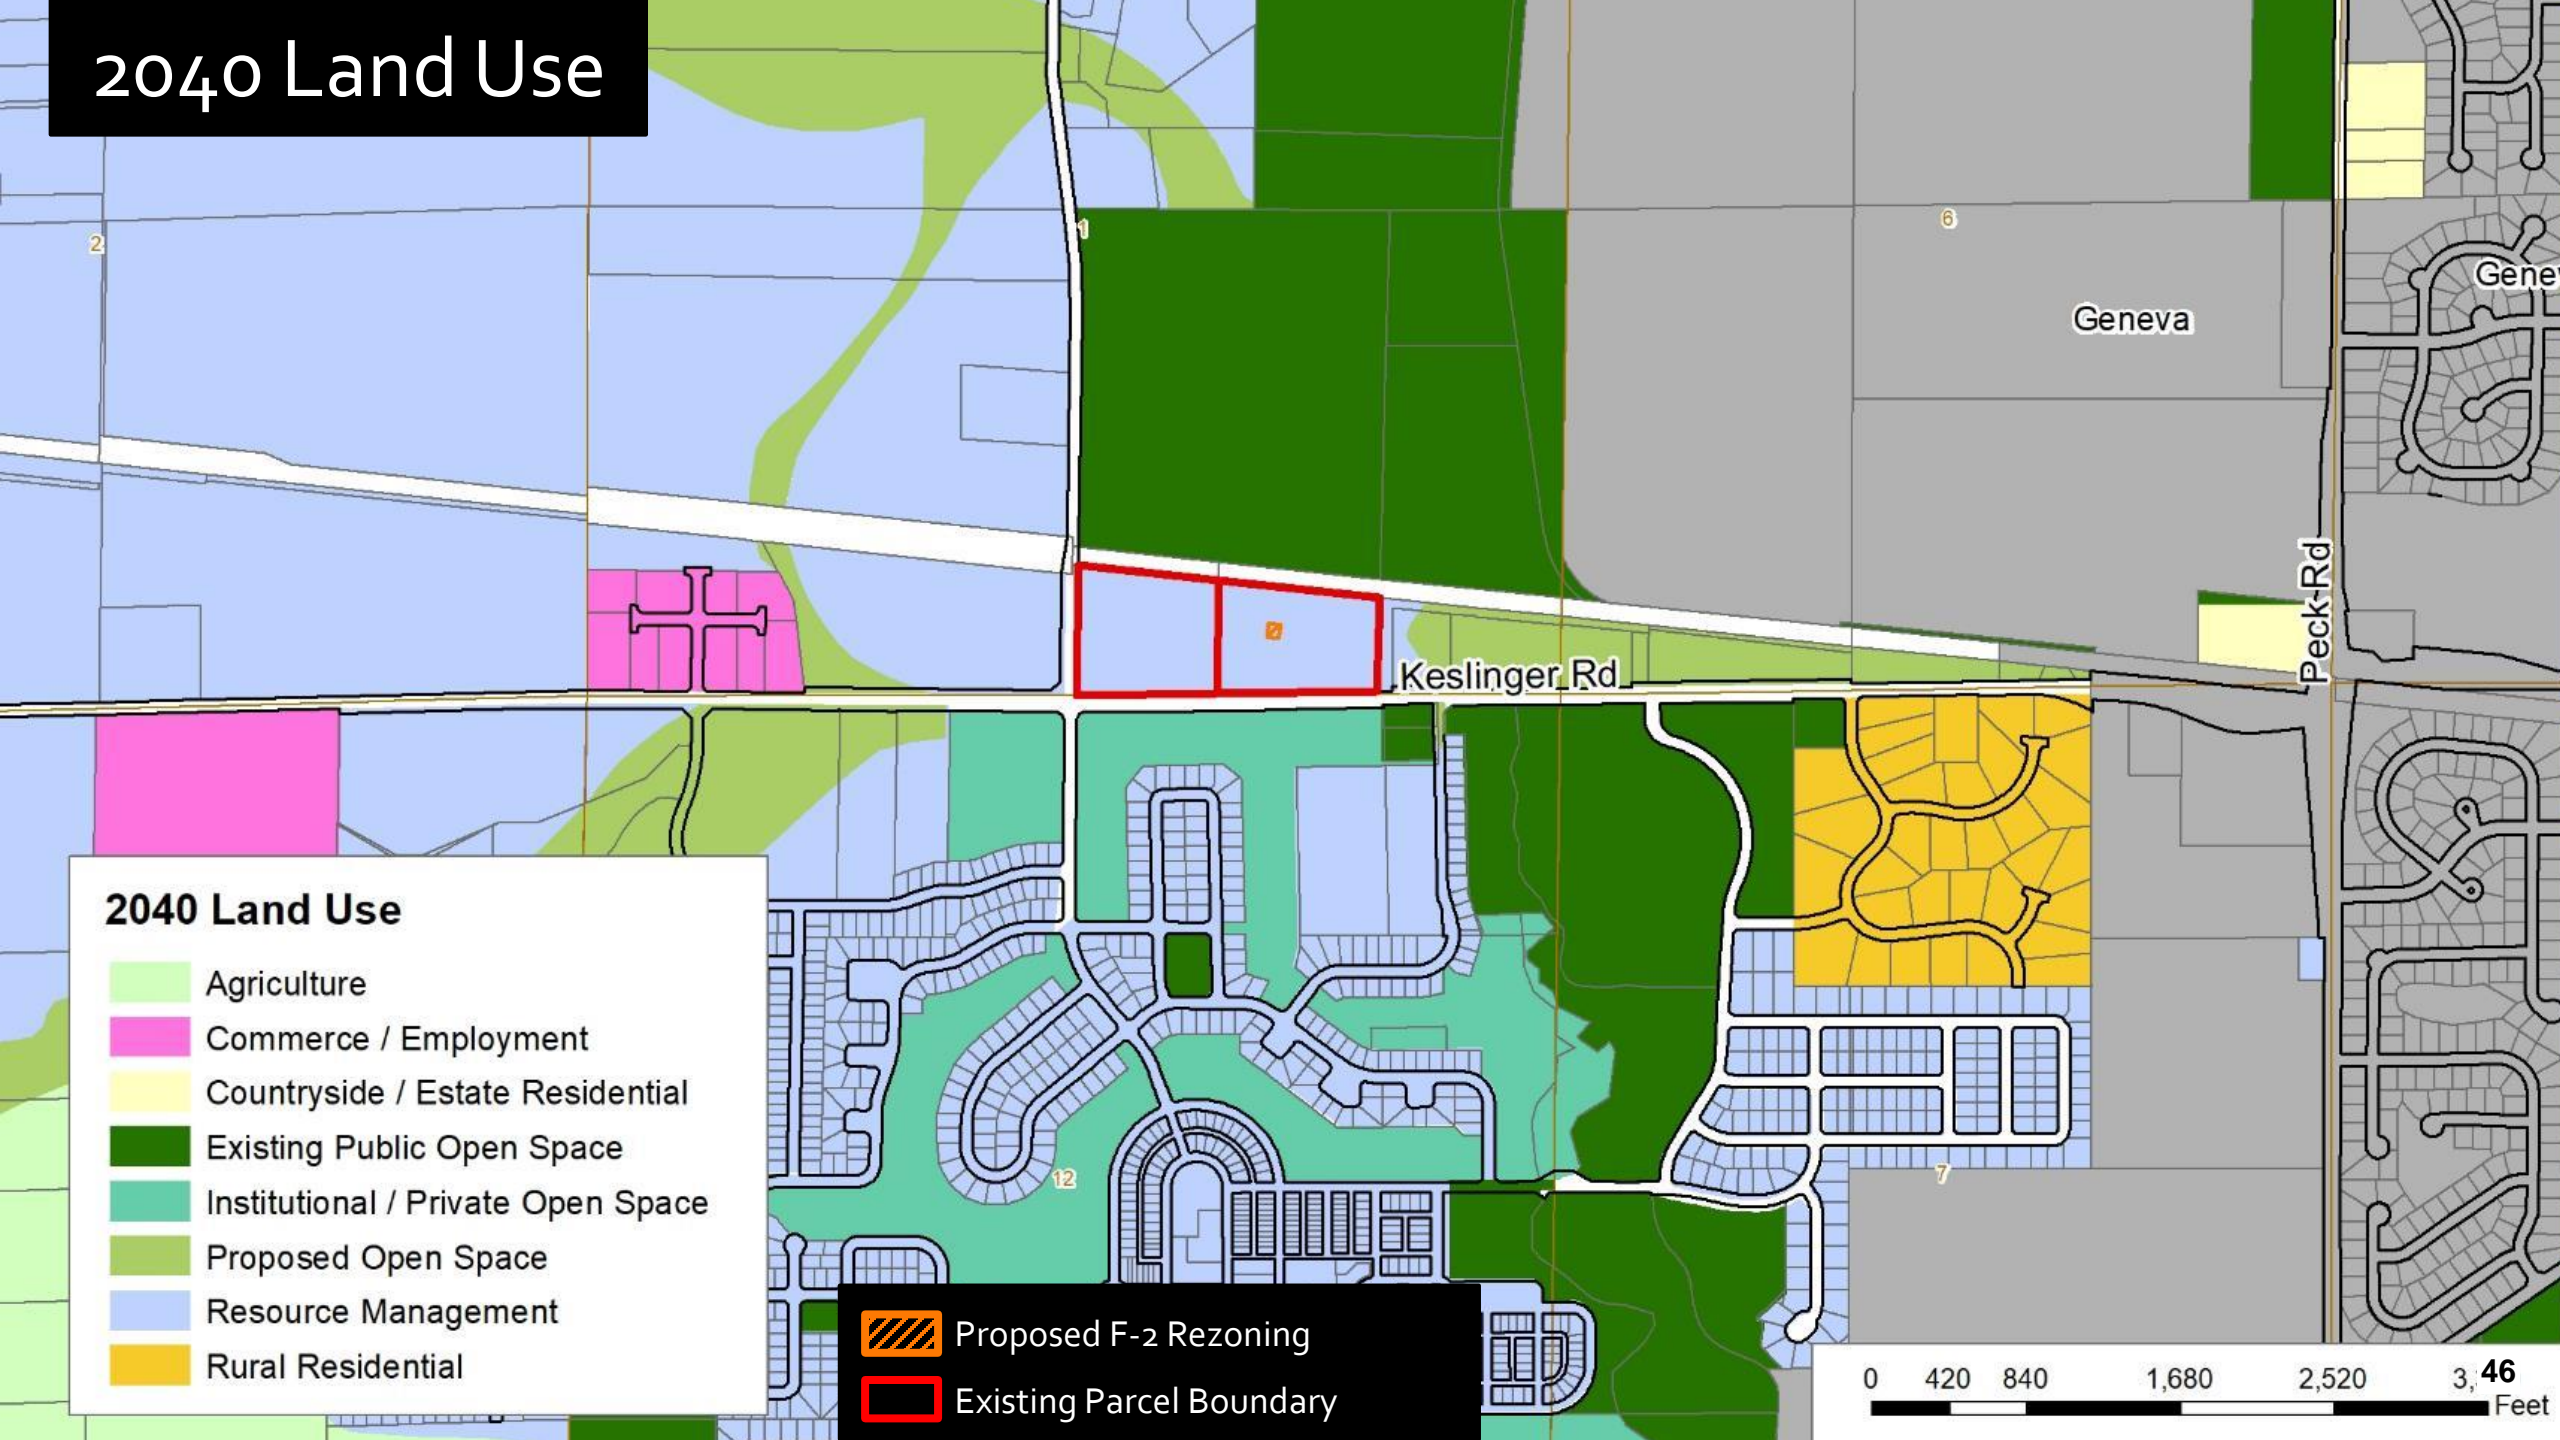 2040 Land Use
2
1
6
Geneva
Gene
Peck Rd
Keslinger Rd
12
7
2040 Land Use
Agriculture
Commerce / Employment
Countryside / Estate Residential
Existing Public Open Space
Institutional / Private Open Space
Proposed Open Space
Resource Management
Rural Residential
Proposed F-2 Rezoning
Existing Parcel Boundary
0 420 840 1,680 2,520 3,
46
Feet